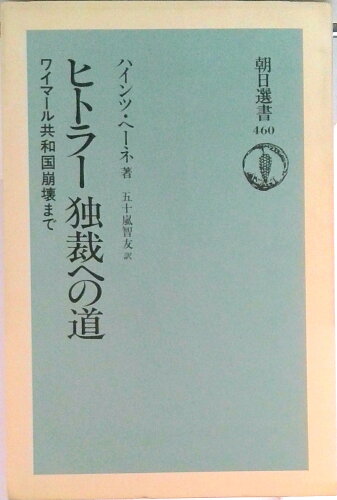 朝日選書
460
ハインツ・ヘーネ 著 五十嵐智友 訳
ヒトラー 独裁への道
ワイマール共和国崩壊まで